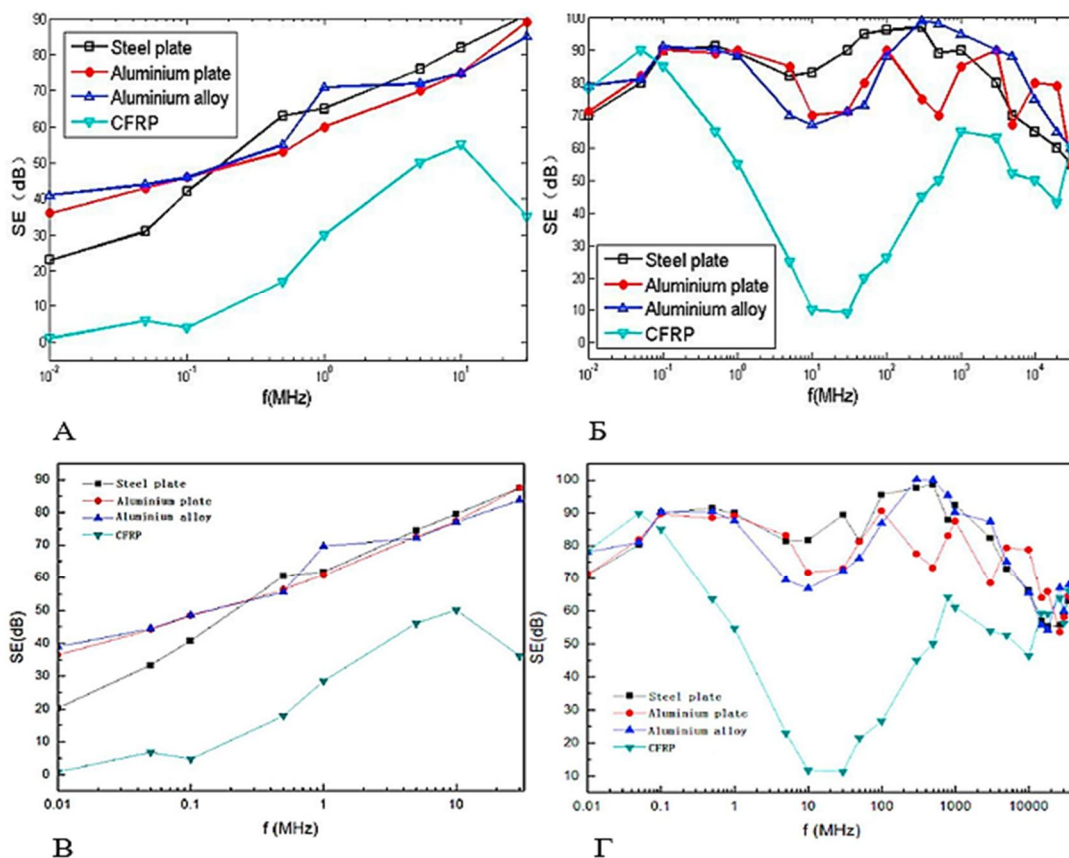 90
80
70
60
50
40
30
20
10
0
SE (dB)
Steel plate
Aluminium plate
Aluminium alloy
CFRP
10⁻² 10⁻¹ 10⁰ 10¹
f(MHz)
А
100
90
80
70
60
50
40
30
20
10
0
SE (dB)
Steel plate
Aluminium plate
Aluminium alloy
CFRP
10⁻² 10⁻¹ 10⁰ 10¹ 10² 10³ 10⁴
f(MHz)
Б
90
80
70
60
50
40
30
20
10
0
SE(dB)
Steel plate
Aluminium plate
Aluminium alloy
CFRP
0.01 0.1 1 10
f (MHz)
В
100
90
80
70
60
50
40
30
20
10
SE(dB)
Steel plate
Aluminium plate
Aluminium alloy
CFRP
0.01 0.1 1 10 100 1000 10000
f (MHz)
Г